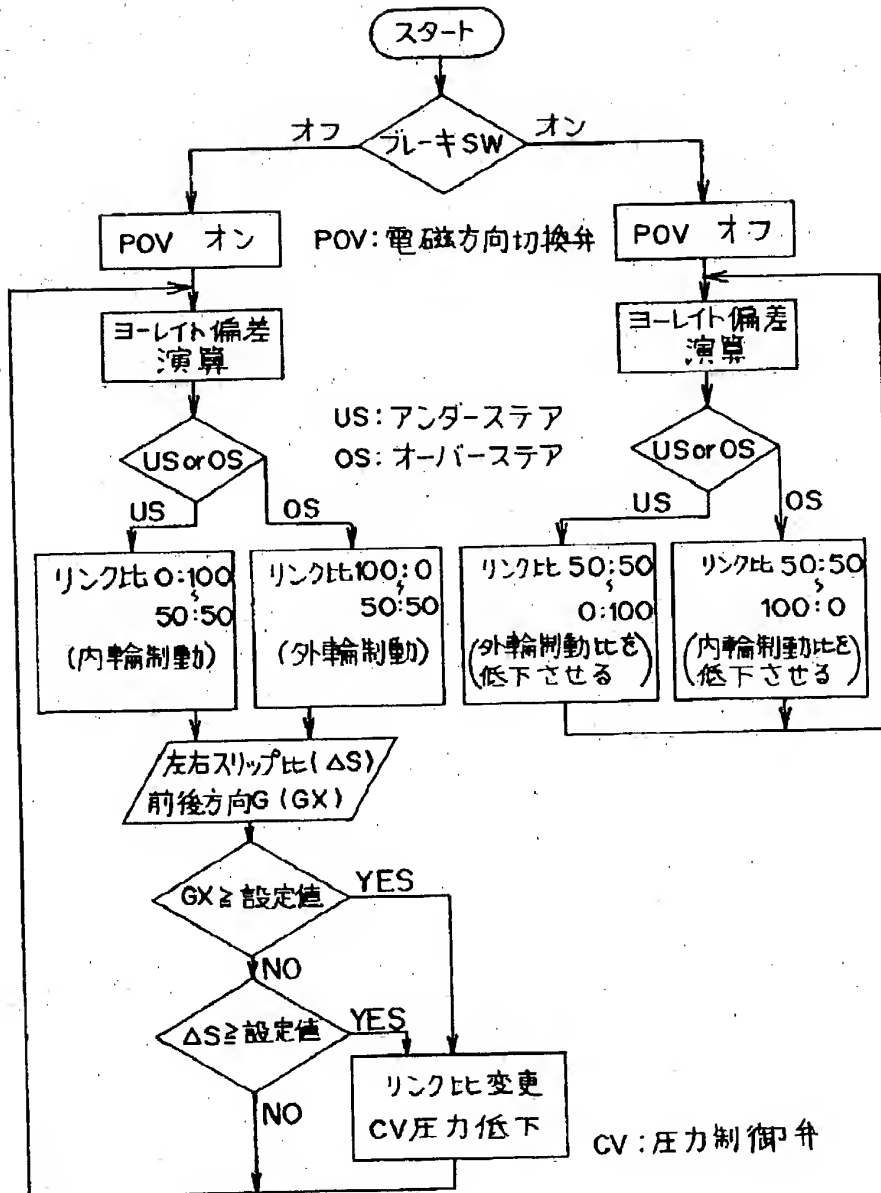 スタート
ブレーキSW
オフ
オン
POV オン
POV:電磁方向切換弁
POV オフ
ヨーレイト偏差
演算
ヨーレイト偏差
演算
US:アンダーステア
OS:オーバーステア
USorOS
US
OS
USorOS
US
OS
リンク比 0:100
〜
50:50
(内輪制動)
リンク比100:0
〜
50:50
(外輪制動)
リンク比 50:50
〜
0:100
(外輪制動比を
低下させる)
リンク比 50:50
〜
100:0
(内輪制動比を
低下させる)
左右スリップ比(△S)
前後方向G(GX)
GX≧設定値
YES
NO
△S≧設定値
YES
NO
リンク比変更
CV圧力低下
CV:圧力制御弁